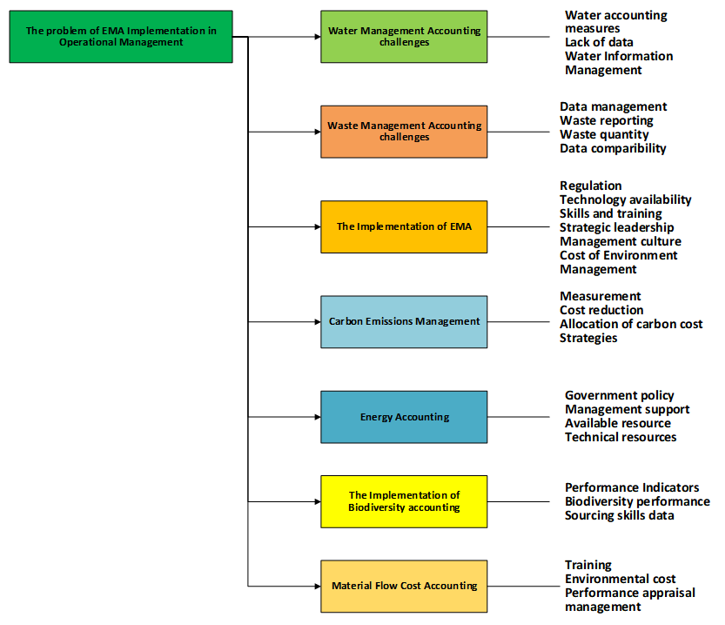 The problem of EMA Implementation in
Operational Management
Water Management Accounting
challenges
Water accounting
measures
Lack of data
Water Information
Management
Waste Management Accounting
challenges
Data management
Waste reporting
Waste quantity
Data comparibility
The Implementation of EMA
Regulation
Technology availability
Skills and training
Strategic leadership
Management culture
Cost of Environment
Management
Carbon Emissions Management
Measurement
Cost reduction
Allocation of carbon cost
Strategies
Energy Accounting
Government policy
Management support
Available resource
Technical resources
The Implementation of
Biodiversity accounting
Performance Indicators
Biodiversity performance
Sourcing skills data
Material Flow Cost Accounting
Training
Environmental cost
Performance appraisal
management